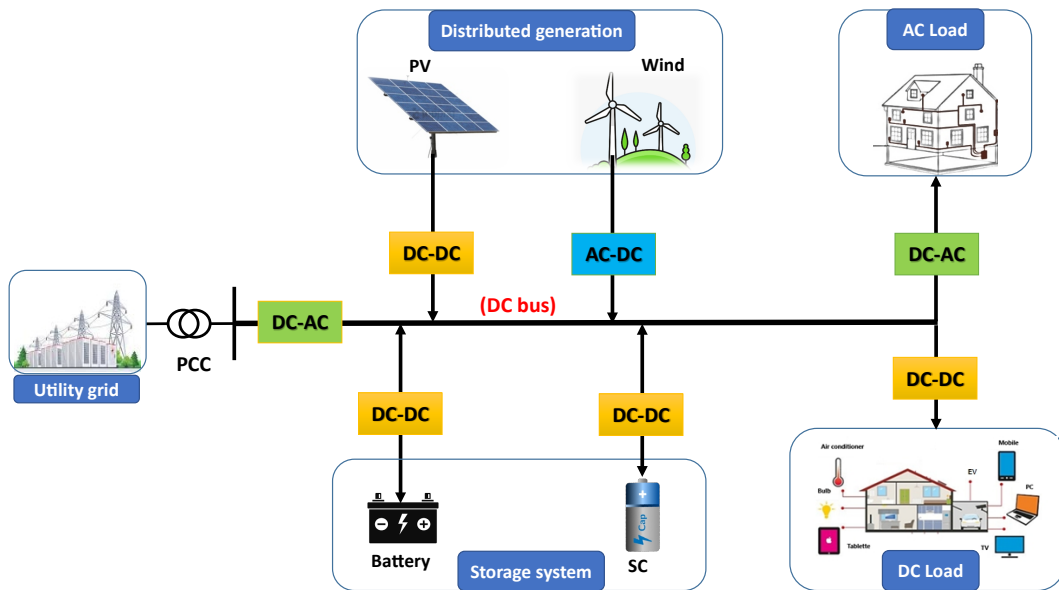 Distributed generation
AC Load
PV
Wind
DC-DC
AC-DC
DC-AC
(DC bus)
DC-AC
PCC
Utility grid
DC-DC
DC-DC
DC-DC
Air conditioner
Mobile
EV
Bulb
PC
Cap
Tablette
TV
Battery
SC
Storage system
DC Load